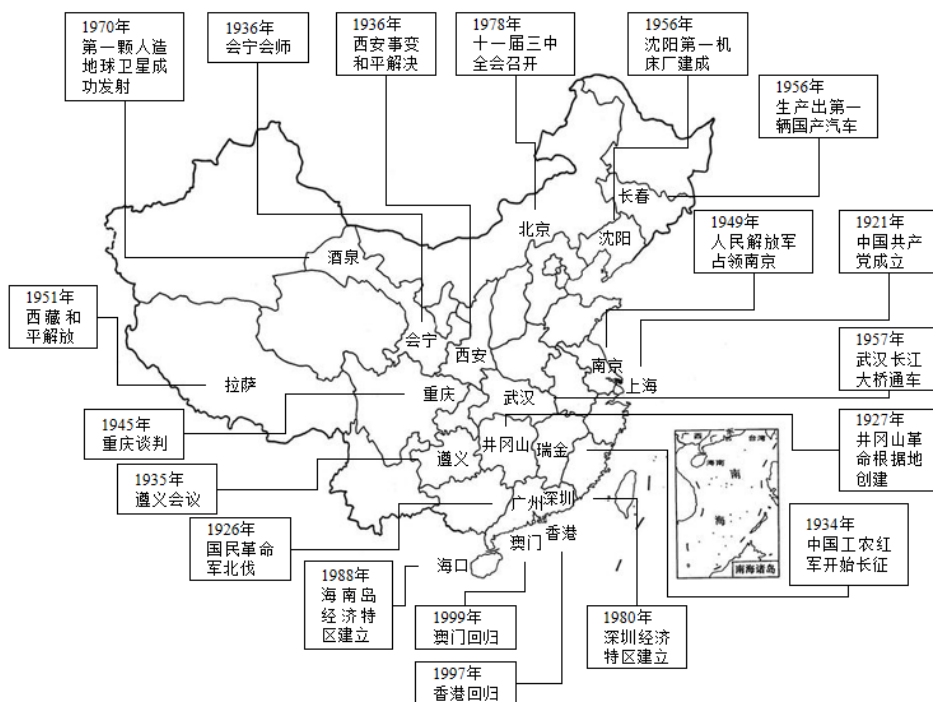 1970年
第一颗人造
地球卫星成
功发射
1936年
会宁会师
1936年
西安事变
和平解决
1978年
十一届三中
全会召开
1956年
沈阳第一机
床厂建成
1956年
生产出第一
辆国产汽车
1949年
人民解放军
占领南京
1921年
中国共产
党成立
1951年
西藏和
平解放
1957年
武汉长江
大桥通车
1945年
重庆谈判
1927年
井冈山革
命根据地
创建
1935年
遵义会议
1926年
国民革命
军北伐
1934年
中国工农红
军开始长征
1988年
海南岛
经济特
区建立
1999年
澳门回归
1980年
深圳经济
特区建立
1997年
香港回归
长春
北京
沈阳
酒泉
会宁
西安
南京
上海
拉萨
重庆
武汉
井冈山
瑞金
遵义
广州
深圳
香港
澳门
海口
广西
广东
台湾
海南
南
海
南海诸岛